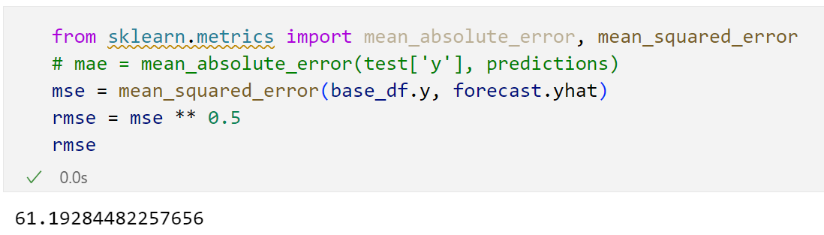 from sklearn.metrics import mean_absolute_error, mean_squared_error
# mae = mean_absolute_error(test['y'], predictions)
mse = mean_squared_error(base_df.y, forecast.yhat)
rmse = mse ** 0.5
rmse
0.0s
61.19284482257656